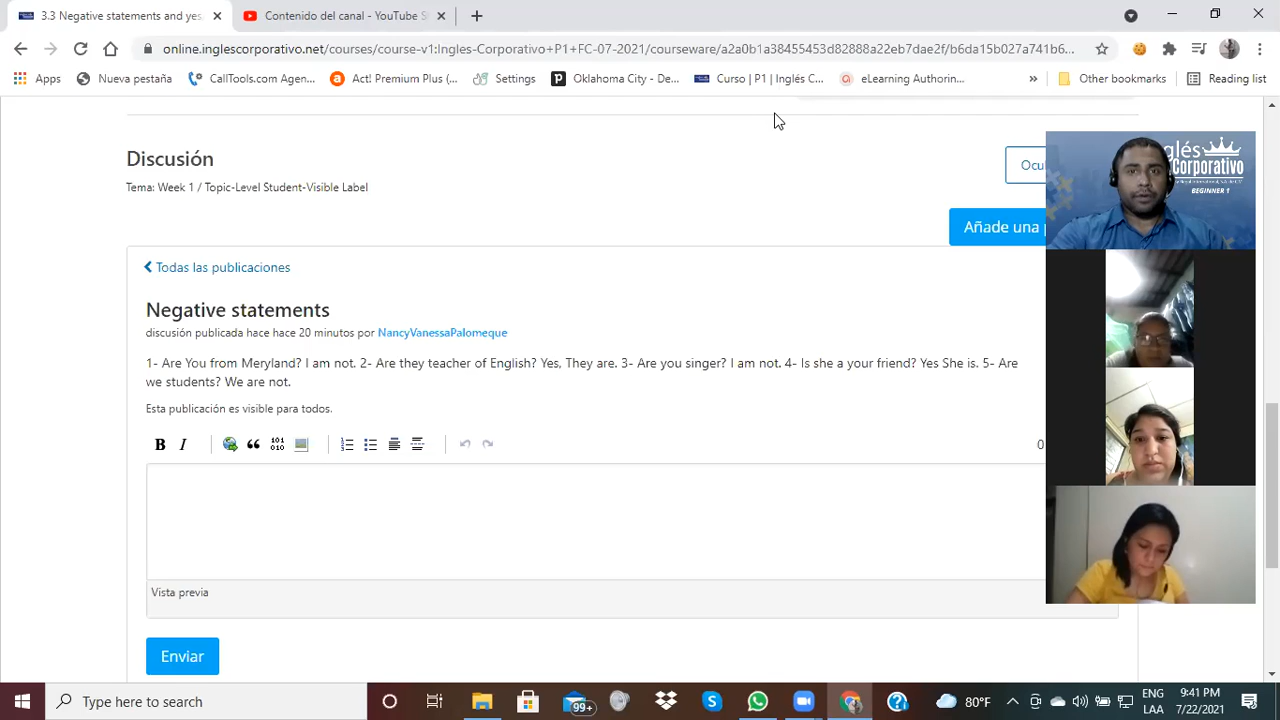 3.3 Negative statements and yes
Contenido del canal - YouTube S
online.inglescorporativo.net/courses/course-v1:Ingles-Corporativo+P1+FC-07-2021/courseware/a2a0b1a38455453d82888a22eb7dae2f/b6da15b027a741b6...
Apps
Nueva pestaña
CallTools.com Agen...
Act! Premium Plus (...
Settings
Oklahoma City - De...
Curso | P1 | Inglés C...
eLearning Authorin...
»
Other bookmarks
Reading list
Discusión
Ocu
Tema: Week 1 / Topic-Level Student-Visible Label
Añade una p
Todas las publicaciones
Negative statements
discusión publicada hace hace 20 minutos por NancyVanessaPalomeque
1- Are You from Meryland? I am not. 2- Are they teacher of English? Yes, They are. 3- Are you singer? I am not. 4- Is she a your friend? Yes She is. 5- Are
we students? We are not.
Esta publicación es visible para todos.
B I
0
Vista previa
Enviar
glés
Corporativo
BEGINNER 1
Type here to search
99+
80°F
ENG
LAA
9:41 PM
7/22/2021